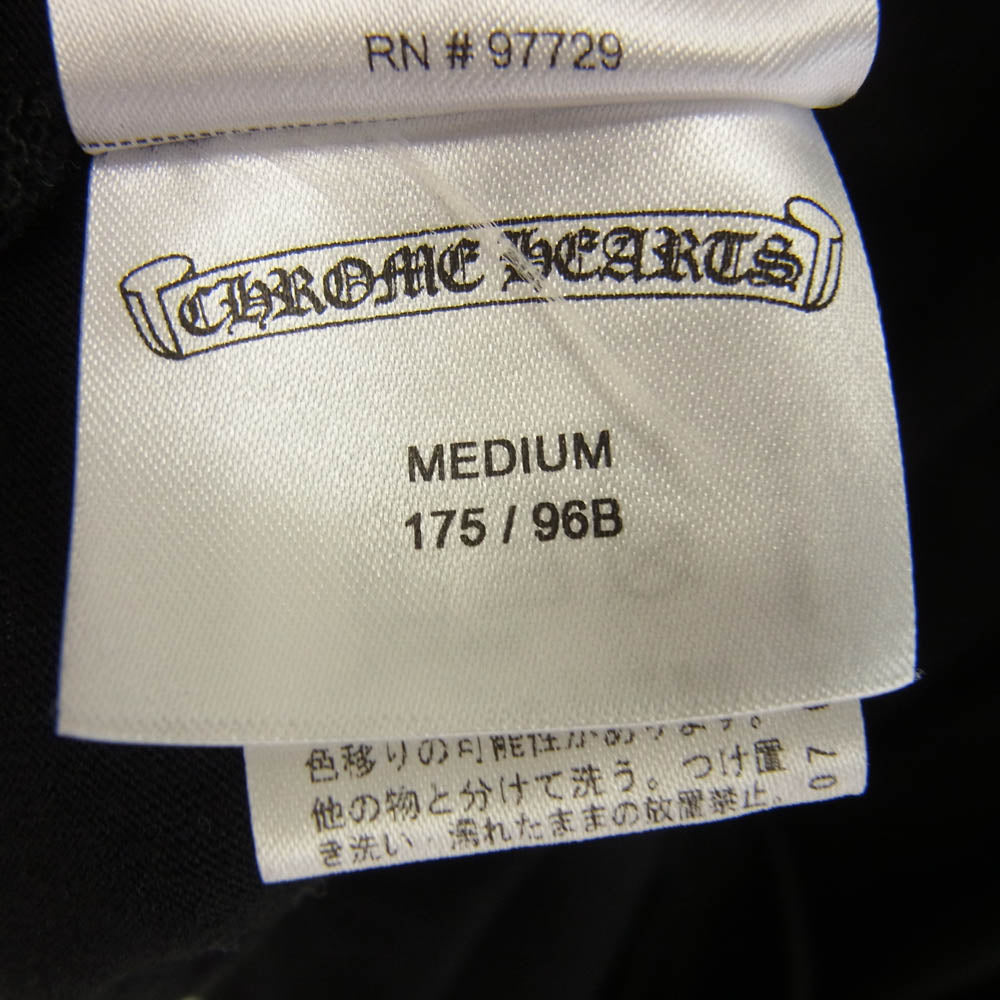 RN # 97729
CHROME HEARTS
MEDIUM
175 / 96B
色移りの可能性があります。
他の物と分けて洗う。つけ置
き洗い・濡れたままの放置禁止.
07